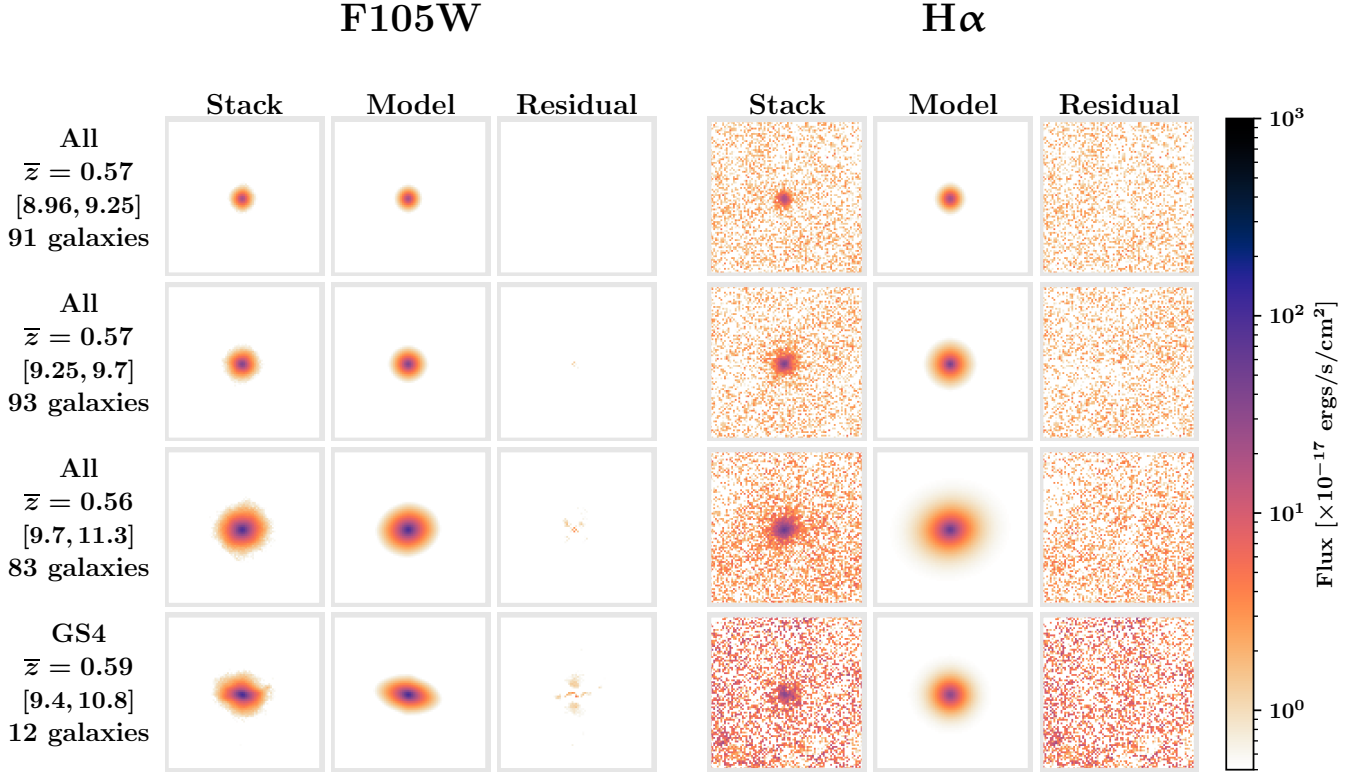 F105W Hα
Stack Model Residual Stack Model Residual
All
z̅ = 0.57
[8.96, 9.25]
91 galaxies
All
z̅ = 0.57
[9.25, 9.7]
93 galaxies
All
z̅ = 0.56
[9.7, 11.3]
83 galaxies
GS4
z̅ = 0.59
[9.4, 10.8]
12 galaxies
10³
10²
10¹
10⁰
Flux [×10⁻¹⁷ ergs/s/cm²]